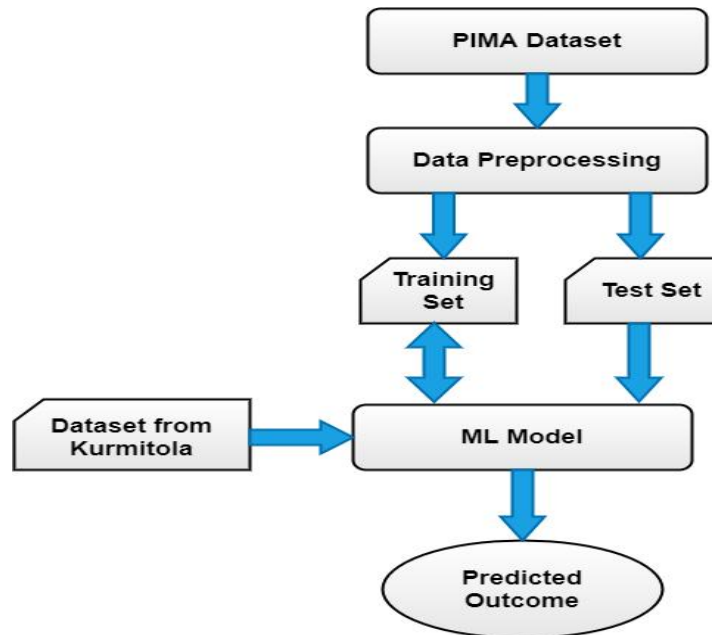 PIMA Dataset
Data Preprocessing
Training
Set
Test Set
Dataset from
Kurmitola
ML Model
Predicted
Outcome